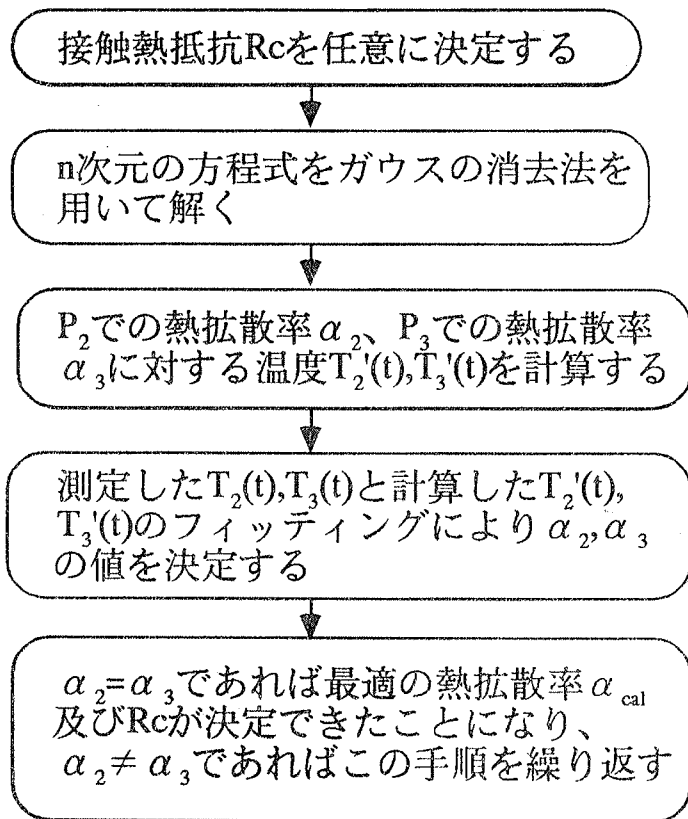 接触熱抵抗Rcを任意に決定する
n次元の方程式をガウスの消去法を
用いて解く
P₂での熱拡散率α₂、P₃での熱拡散率
α₃に対する温度T₂'(t),T₃'(t)を計算する
測定したT₂(t),T₃(t)と計算したT₂'(t),
T₃'(t)のフィッティングによりα₂,α₃
の値を決定する
α₂=α₃であれば最適の熱拡散率α cal
及びRcが決定できたことになり、
α₂≠α₃であればこの手順を繰り返す